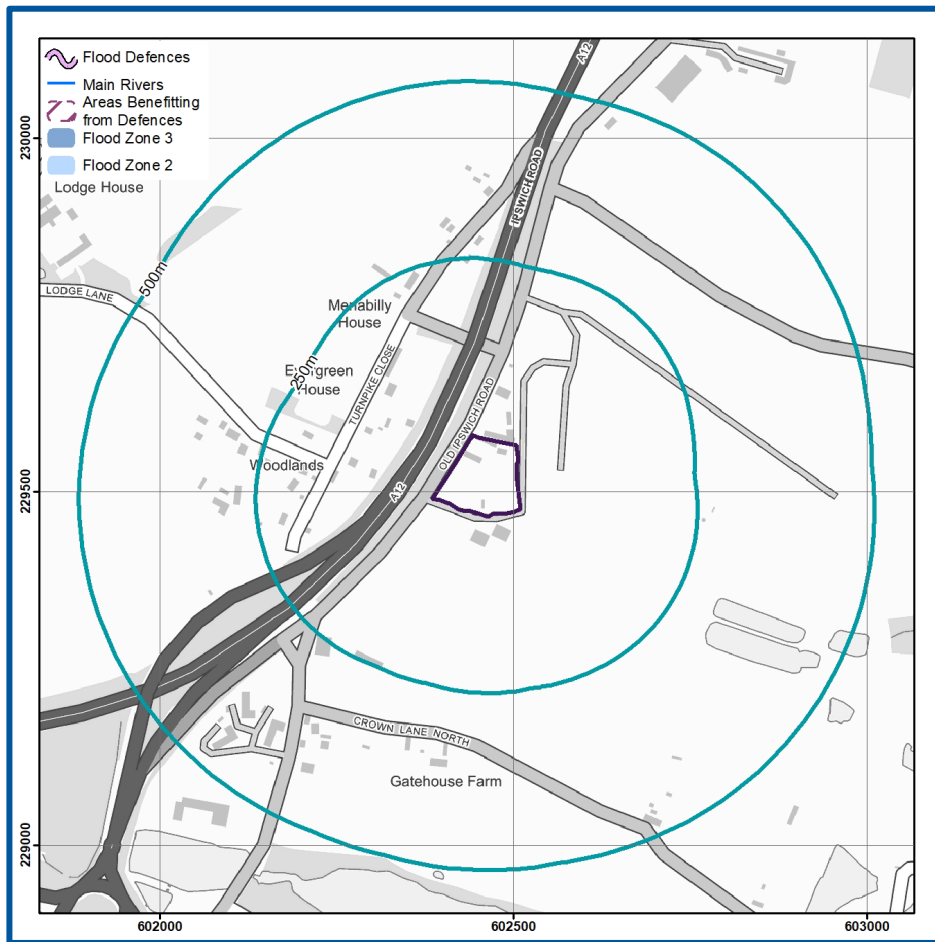 Flood Defences
Main Rivers
Areas Benefitting
from Defences
Flood Zone 3
Flood Zone 2
Lodge House
A12
IPSWICH ROAD
500m
LODGE LANE
Menabilly
House
250m
Evergreen
House
TURNPIKE CLOSE
OLD IPSWICH ROAD
Woodlands
A12
CROWN LANE NORTH
Gatehouse Farm
230000
229500
229000
602000
602500
603000